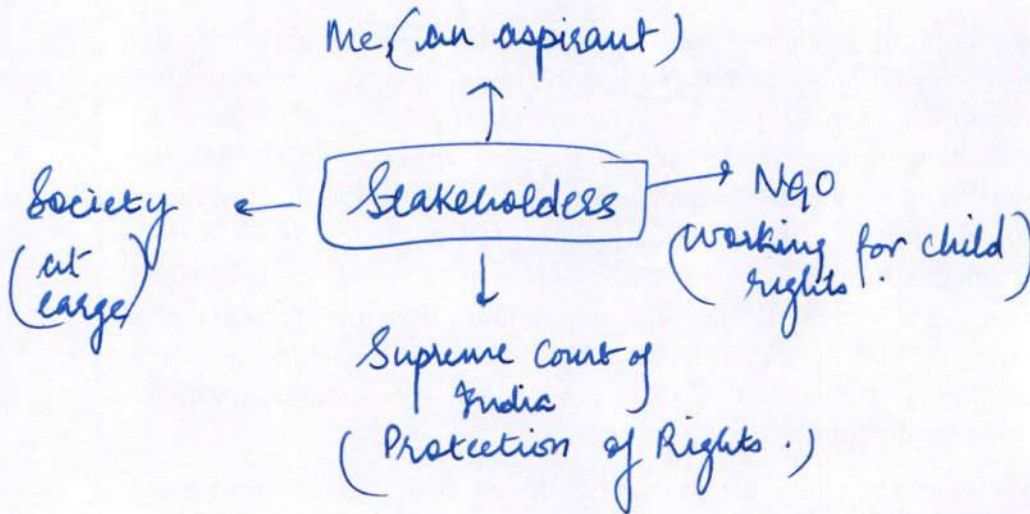 Me, (an aspirant)
Stakeholders
Society
(at
large)
NGO
(working for child
rights.
Supreme Court of
India
(Protection of Rights.)